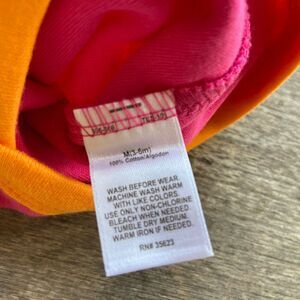 M(3-6m)
100% Cotton/Algodon
WASH BEFORE WEAR.
MACHINE WASH WARM
WITH LIKE COLORS.
USE ONLY NON-CHLORINE
BLEACH WHEN NEEDED.
TUMBLE DRY MEDIUM.
WARM IRON IF NEEDED.
RN# 35623